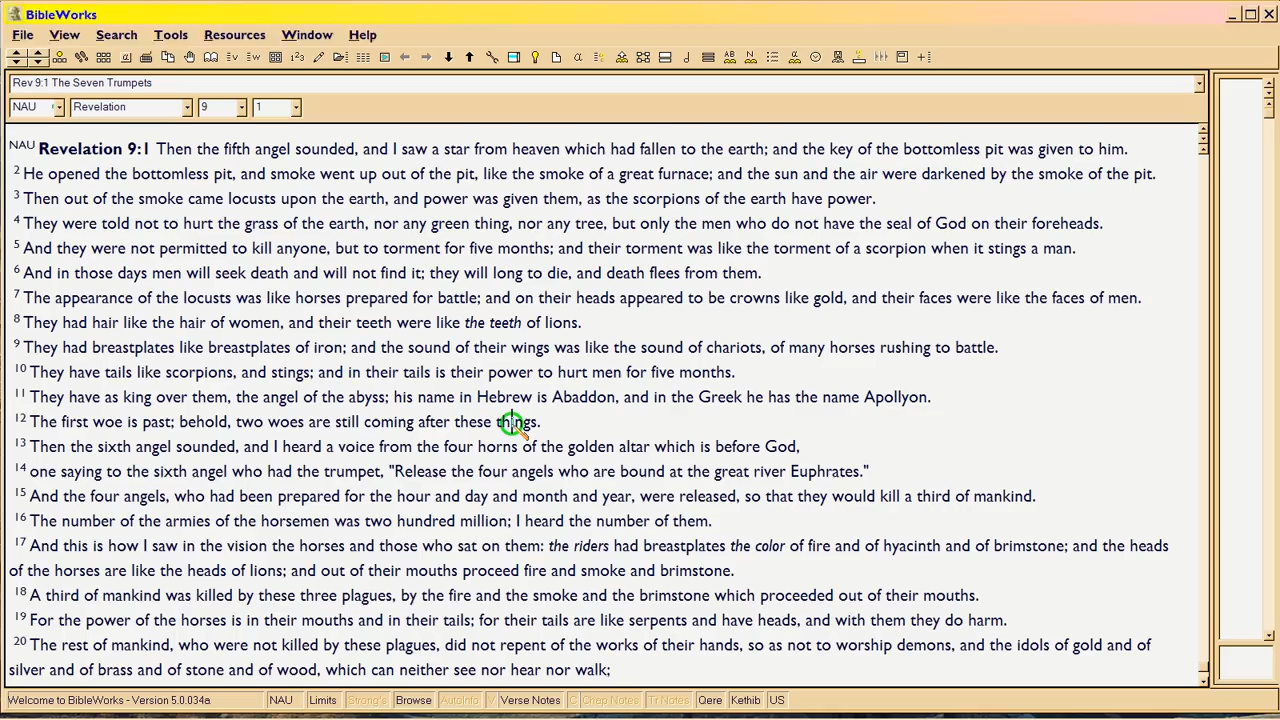 BibleWorks
File View Search Tools Resources Window Help
Rev 9:1 The Seven Trumpets
NAU Revelation 9 1
NAU Revelation 9:1 Then the fifth angel sounded, and I saw a star from heaven which had fallen to the earth; and the key of the bottomless pit was given to him.
2 He opened the bottomless pit, and smoke went up out of the pit, like the smoke of a great furnace; and the sun and the air were darkened by the smoke of the pit.
3 Then out of the smoke came locusts upon the earth, and power was given them, as the scorpions of the earth have power.
4 They were told not to hurt the grass of the earth, nor any green thing, nor any tree, but only the men who do not have the seal of God on their foreheads.
5 And they were not permitted to kill anyone, but to torment for five months; and their torment was like the torment of a scorpion when it stings a man.
6 And in those days men will seek death and will not find it; they will long to die, and death flees from them.
7 The appearance of the locusts was like horses prepared for battle; and on their heads appeared to be crowns like gold, and their faces were like the faces of men.
8 They had hair like the hair of women, and their teeth were like the teeth of lions.
9 They had breastplates like breastplates of iron; and the sound of their wings was like the sound of chariots, of many horses rushing to battle.
10 They have tails like scorpions, and stings; and in their tails is their power to hurt men for five months.
11 They have as king over them, the angel of the abyss; his name in Hebrew is Abaddon, and in the Greek he has the name Apollyon.
12 The first woe is past; behold, two woes are still coming after these things.
13 Then the sixth angel sounded, and I heard a voice from the four horns of the golden altar which is before God,
14 one saying to the sixth angel who had the trumpet, "Release the four angels who are bound at the great river Euphrates."
15 And the four angels, who had been prepared for the hour and day and month and year, were released, so that they would kill a third of mankind.
16 The number of the armies of the horsemen was two hundred million; I heard the number of them.
17 And this is how I saw in the vision the horses and those who sat on them: the riders had breastplates the color of fire and of hyacinth and of brimstone; and the heads
of the horses are like the heads of lions; and out of their mouths proceed fire and smoke and brimstone.
18 A third of mankind was killed by these three plagues, by the fire and the smoke and the brimstone which proceeded out of their mouths.
19 For the power of the horses is in their mouths and in their tails; for their tails are like serpents and have heads, and with them they do harm.
20 The rest of mankind, who were not killed by these plagues, did not repent of the works of their hands, so as not to worship demons, and the idols of gold and of
silver and of brass and of stone and of wood, which can neither see nor hear nor walk;
Welcome to BibleWorks - Version 5.0.034a NAU Limits Strong's Browse AutoInfo V Verse Notes C Chap Notes Tr Notes Qere Kethib US